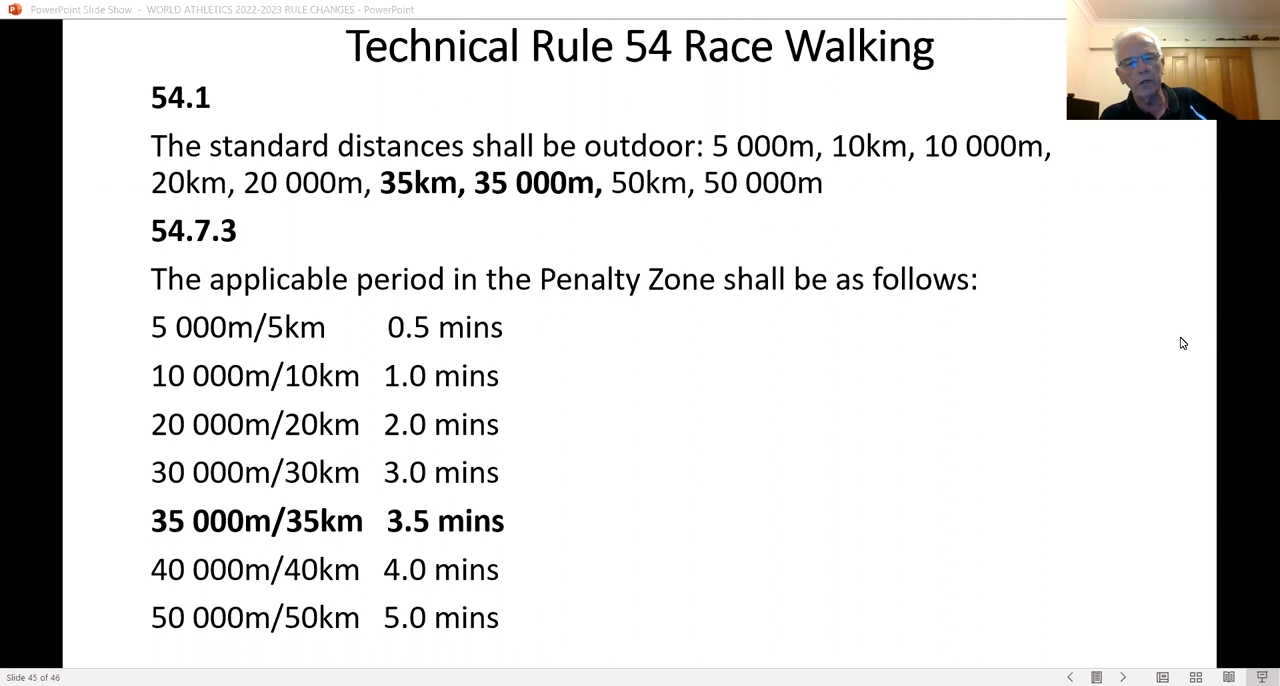 PowerPoint Slide Show - WORLD ATHLETICS 2022-2023 RULE CHANGES - PowerPoint
Technical Rule 54 Race Walking
54.1
The standard distances shall be outdoor: 5 000m, 10km, 10 000m,
20km, 20 000m, 35km, 35 000m, 50km, 50 000m
54.7.3
The applicable period in the Penalty Zone shall be as follows:
5 000m/5km 0.5 mins
10 000m/10km 1.0 mins
20 000m/20km 2.0 mins
30 000m/30km 3.0 mins
35 000m/35km 3.5 mins
40 000m/40km 4.0 mins
50 000m/50km 5.0 mins
Slide 45 of 46